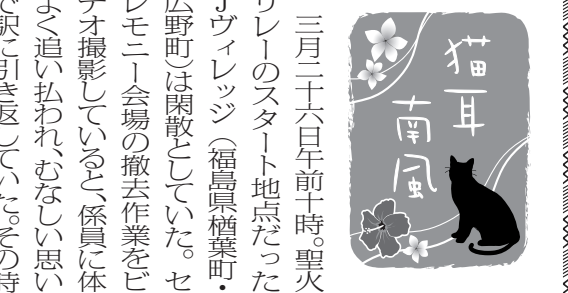 猫耳
南風
三月二十六日午前十時。聖火
リレーのスタート地点だった
Jヴィレッジ(福島県楢葉町・
広野町)は閑散としていた。セ
レモニー会場の撤去作業をビ
デオ撮影していると、係員に体
よく追い払われ、むなしい思い
で駅に引き返していた。その時